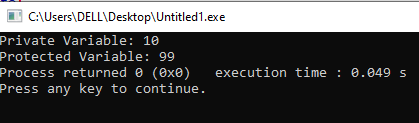 C:\Users\DELL\Desktop\Untitled1.exe
Private Variable: 10
Protected Variable: 99
Process returned 0 (0x0)   execution time : 0.049 s
Press any key to continue.